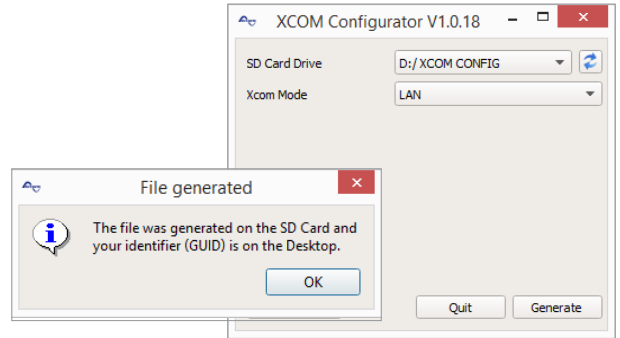 XCOM Configurator V1.0.18
SD Card Drive
D:/ XCOM CONFIG
Xcom Mode
LAN
File generated
The file was generated on the SD Card and
your identifier (GUID) is on the Desktop.
OK
Quit
Generate